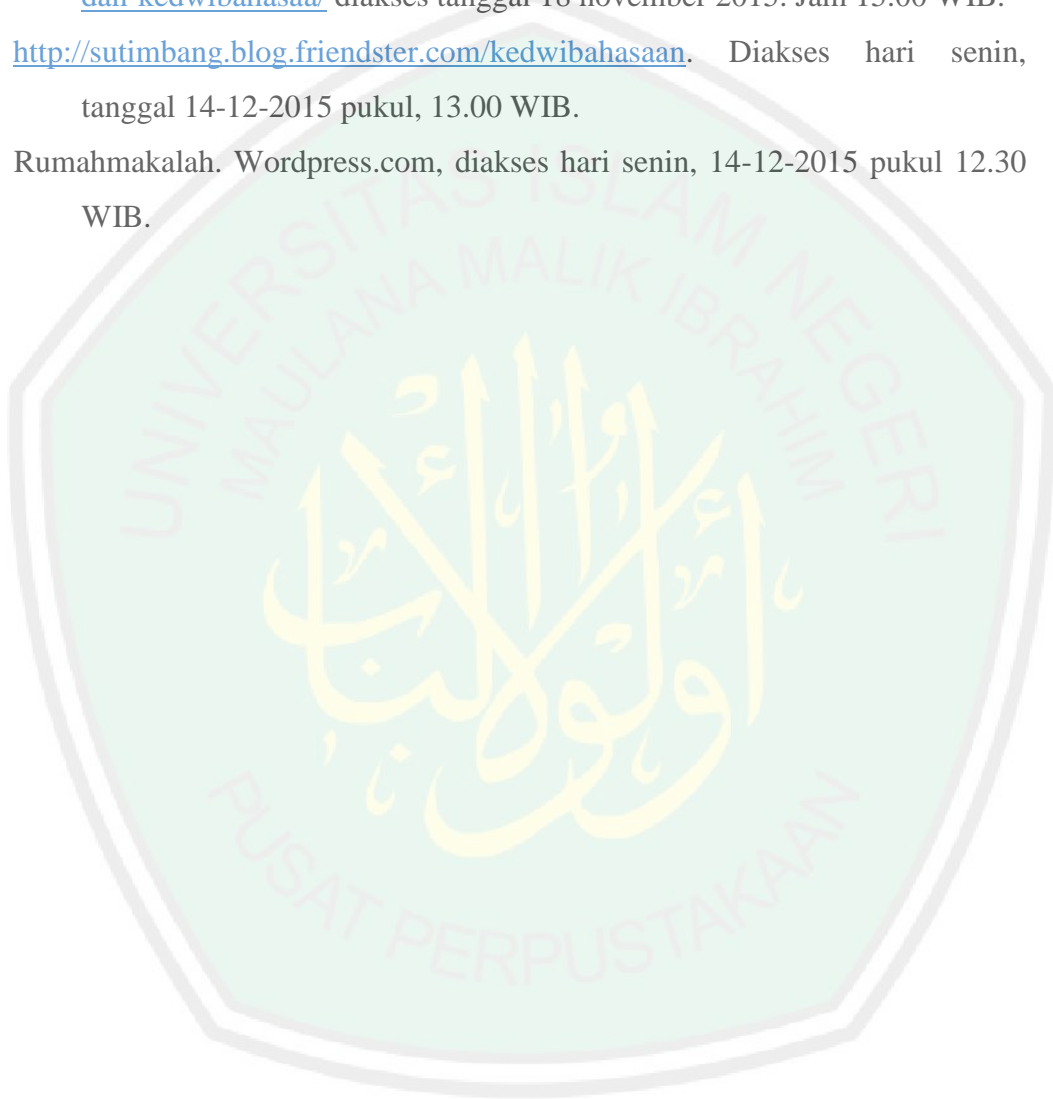 dan-kedwibahasaa/ diakses tanggal 18 november 2015. Jam 15.00 WIB.
http://sutimbang.blog.friendster.com/kedwibahasaan. Diakses hari senin,
tanggal 14-12-2015 pukul, 13.00 WIB.
Rumahmakalah. Wordpress.com, diakses hari senin, 14-12-2015 pukul 12.30
WIB.
UNIVERSITAS ISLAM NEGERI
MAULANA MALIK IBRAHIM
أولوا الألباب
PUSAT PERPUSTAKAAN